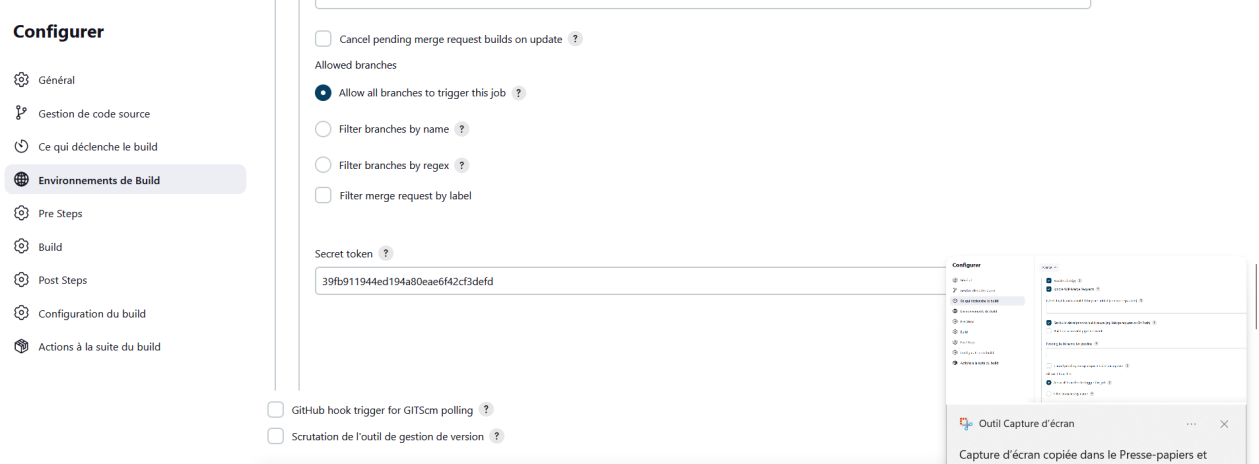 Configurer
Général
Gestion de code source
Ce qui déclenche le build
Environnements de Build
Pre Steps
Build
Post Steps
Configuration du build
Actions à la suite du build
Cancel pending merge request builds on update ?
Allowed branches
Allow all branches to trigger this job ?
Filter branches by name ?
Filter branches by regex ?
Filter merge request by label
Secret token ?
39fb911944ed194a80eae6f42cf3defd
GitHub hook trigger for GITScm polling ?
Scrutation de l'outil de gestion de version ?
Configurer
Outil Capture d'écran
Capture d'écran copiée dans le Presse-papiers et